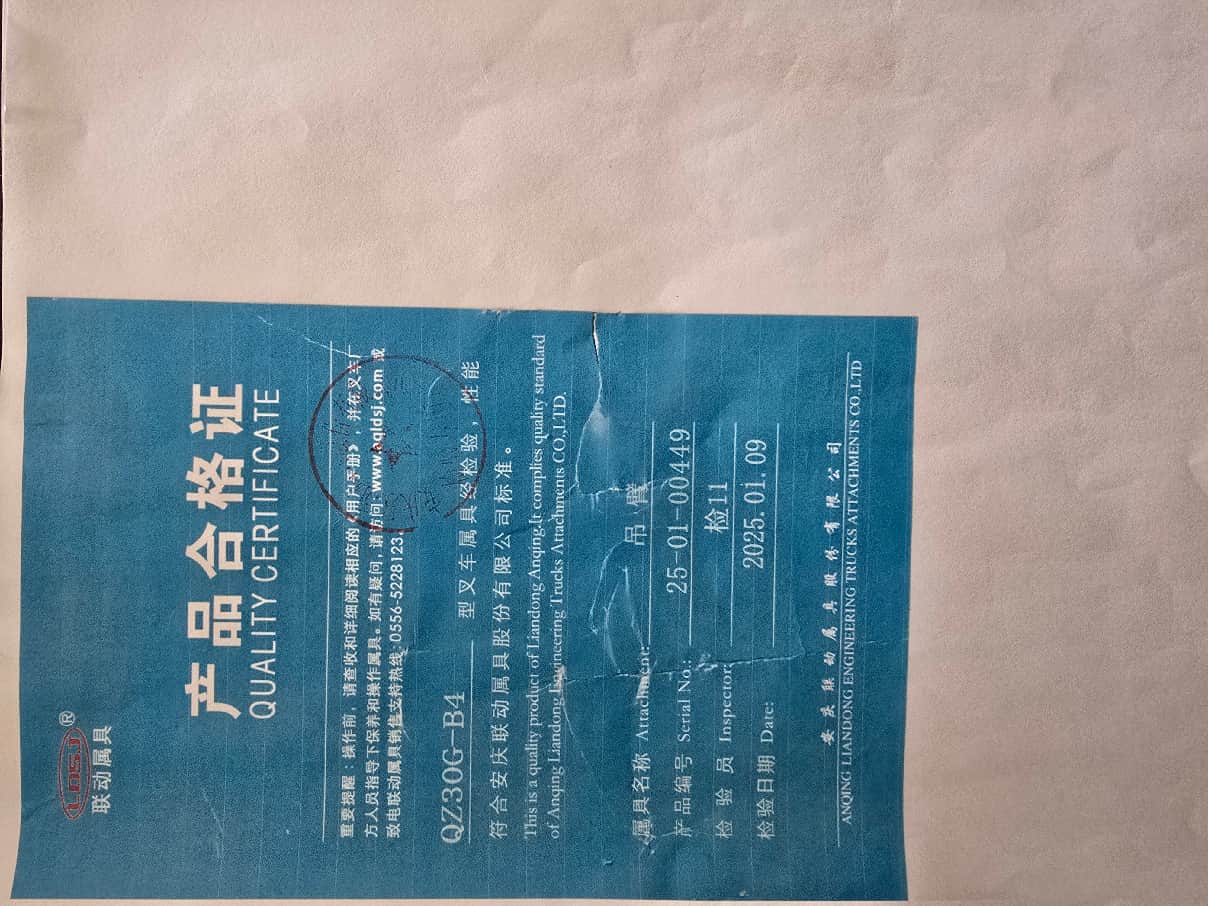 LDSJ®
联动属具
产品合格证
QUALITY CERTIFICATE
重要提醒：操作前，请查收和详细阅读相应的《用户手册》，并在叉车厂
方人员指导下保养和操作属具。如有疑问，请访问：www.aqldsj.com 或
致电联动属具销售支持热线：0556-5228123。
QZ30G-B4 型叉车属具经检验，性能
符合安庆联动属具股份有限公司标准。
This is a quality product of Liandong Anqing.It complies quality standard
of Anqing Liandong Engineering Trucks Attachments CO.,LTD.
属具名称 Attachment: 吊臂
产品编号 Serial No.: 25-01-00449
检验员 Inspector: 检11
检验日期 Date: 2025.01.09
安庆联动属具股份有限公司
ANQING LIANDONG ENGINEERING TRUCKS ATTACHMENTS CO.,LTD